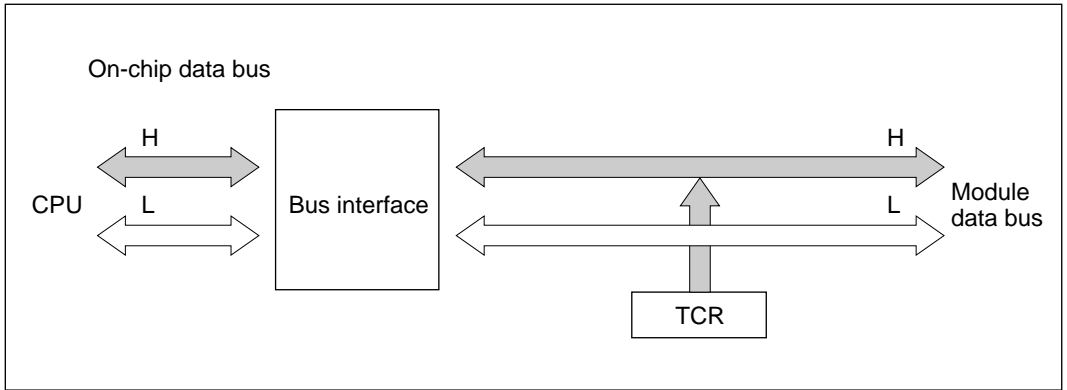 On-chip data bus
H
H
CPU
L
Bus interface
L
Module
data bus
TCR